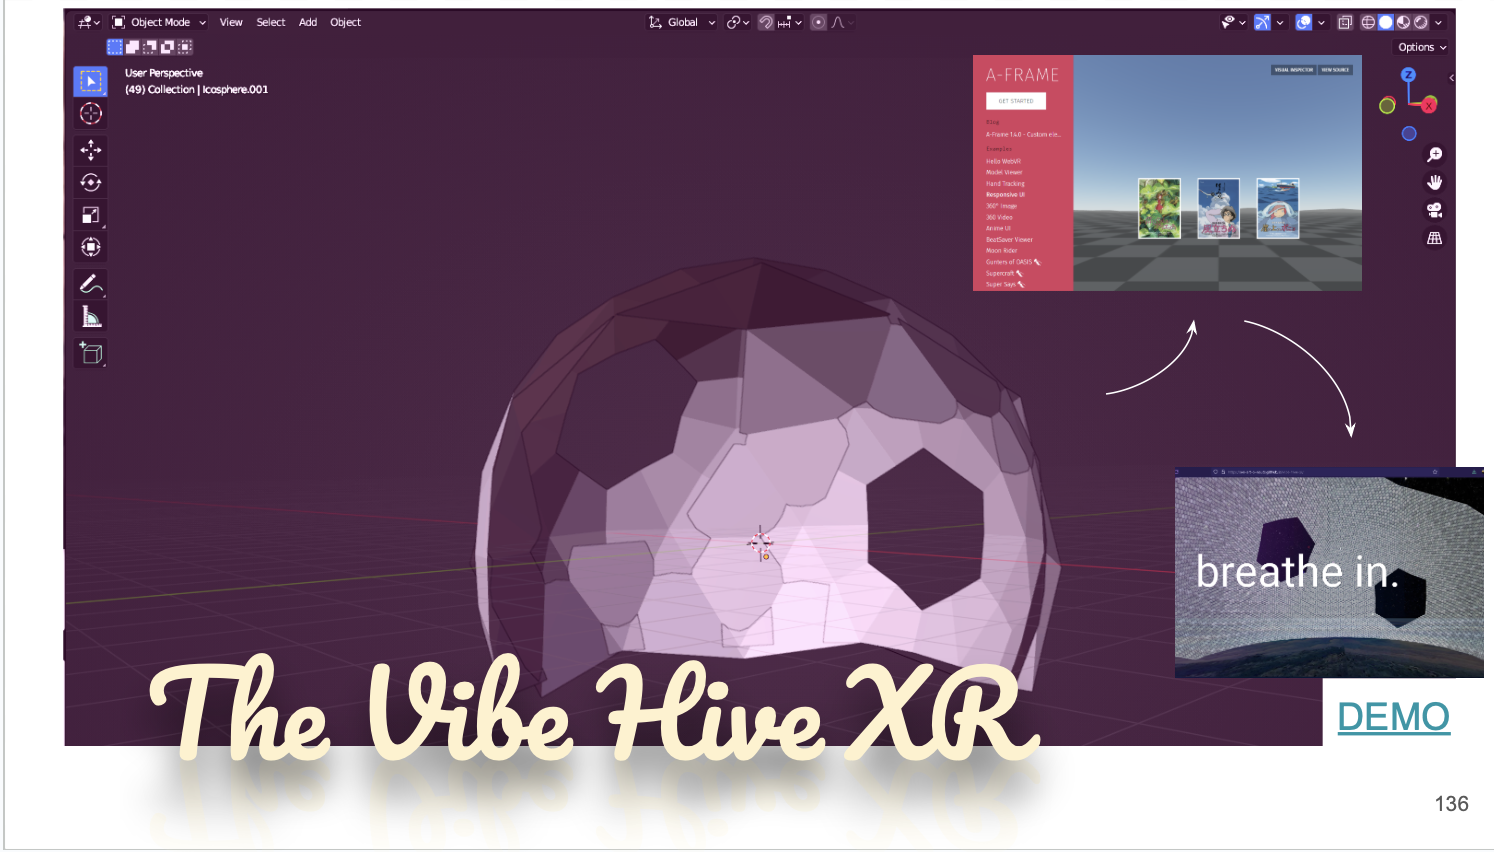 Object Mode View Select Add Object Global
Options
User Perspective
(49) Collection | Icosphere.001
Z
X
A-FRAME
VISUAL INSPECTOR VIEW SOURCE
GET STARTED
Blog
A-Frame 1.4.0 - Custom ele...
Examples
Hello WebVR
Model Viewer
Hand Tracking
Responsive UI
360° Image
360 Video
Anime UI
BeatSaver Viewer
Moon Rider
Gunters of OASIS
Supercraft
Super Says
breathe in.
The Vibe Hive XR
DEMO
136